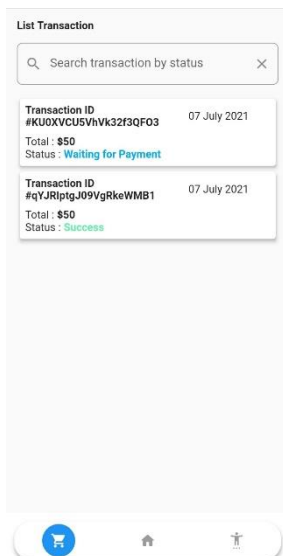 List Transaction
Search transaction by status
Transaction ID
#KU0XVCU5VhVk32f3QFO3
07 July 2021
Total : $50
Status : Waiting for Payment
Transaction ID
#qYJRIptgJ09VgRkeWMB1
07 July 2021
Total : $50
Status : Success